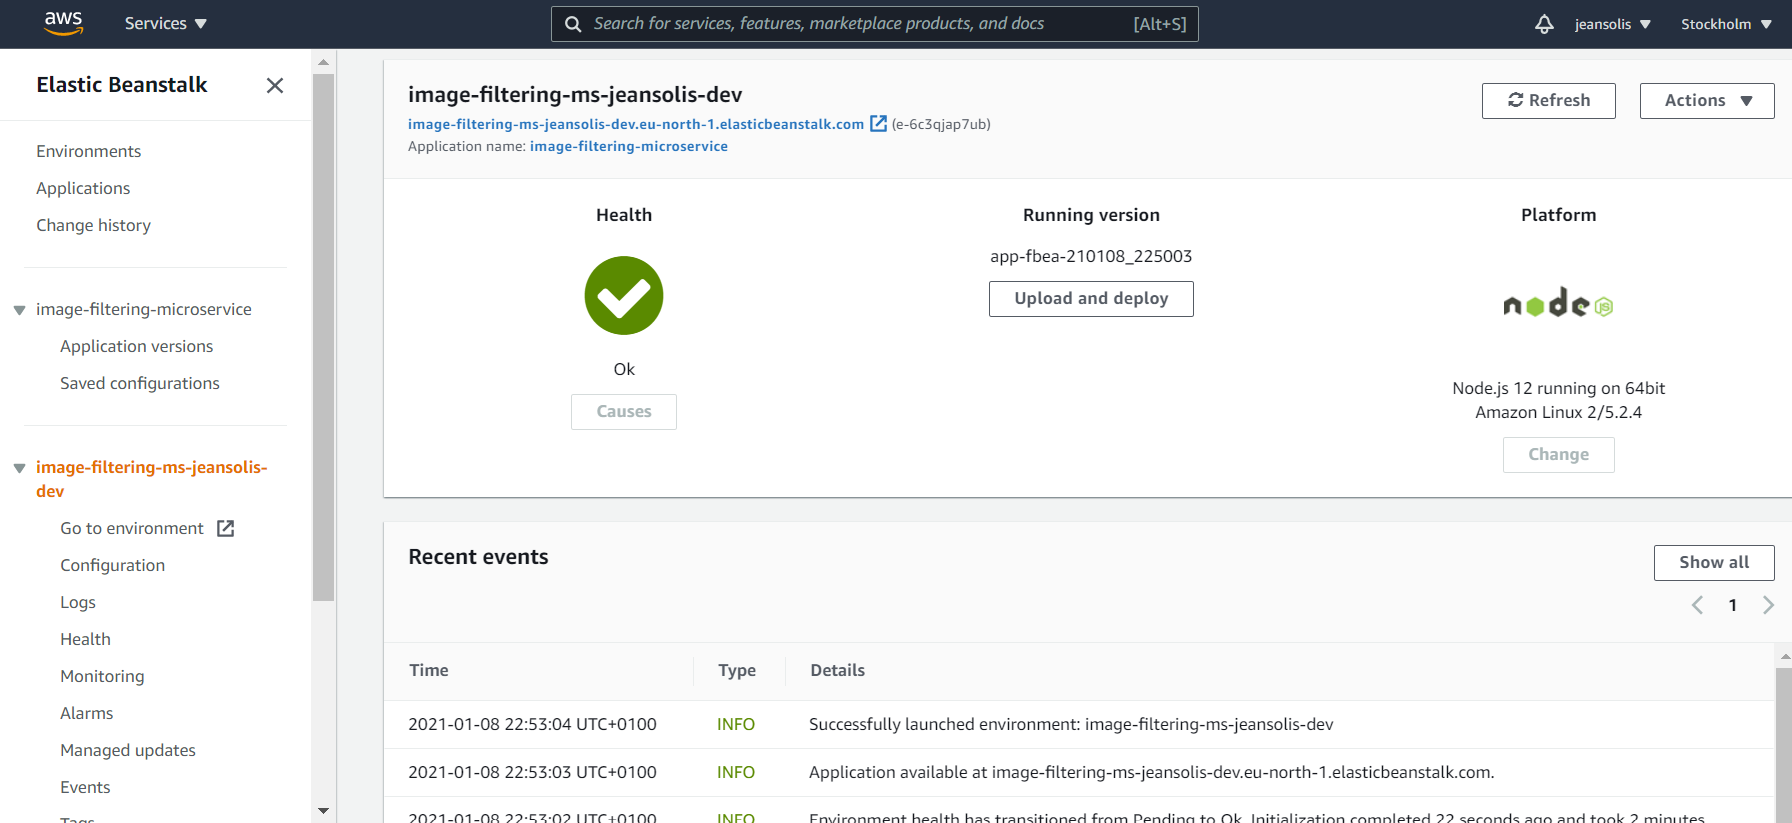 aws
Services
Search for services, features, marketplace products, and docs
[Alt+S]
jeansolis
Stockholm
Elastic Beanstalk
Environments
Applications
Change history
image-filtering-microservice
Application versions
Saved configurations
image-filtering-ms-jeansolis-
dev
Go to environment
Configuration
Logs
Health
Monitoring
Alarms
Managed updates
Events
Tags
image-filtering-ms-jeansolis-dev
image-filtering-ms-jeansolis-dev.eu-north-1.elasticbeanstalk.com (e-6c3qjap7ub)
Application name: image-filtering-microservice
Refresh
Actions
Health
Ok
Causes
Running version
app-fbea-210108_225003
Upload and deploy
Platform
node JS
Node.js 12 running on 64bit
Amazon Linux 2/5.2.4
Change
Recent events
Show all
1
Time Type Details
2021-01-08 22:53:04 UTC+0100 INFO Successfully launched environment: image-filtering-ms-jeansolis-dev
2021-01-08 22:53:03 UTC+0100 INFO Application available at image-filtering-ms-jeansolis-dev.eu-north-1.elasticbeanstalk.com.
2021-01-08 22:53:02 UTC+0100 INFO Environment health has transitioned from Pending to Ok. Initialization completed 22 seconds ago and took 2 minutes.